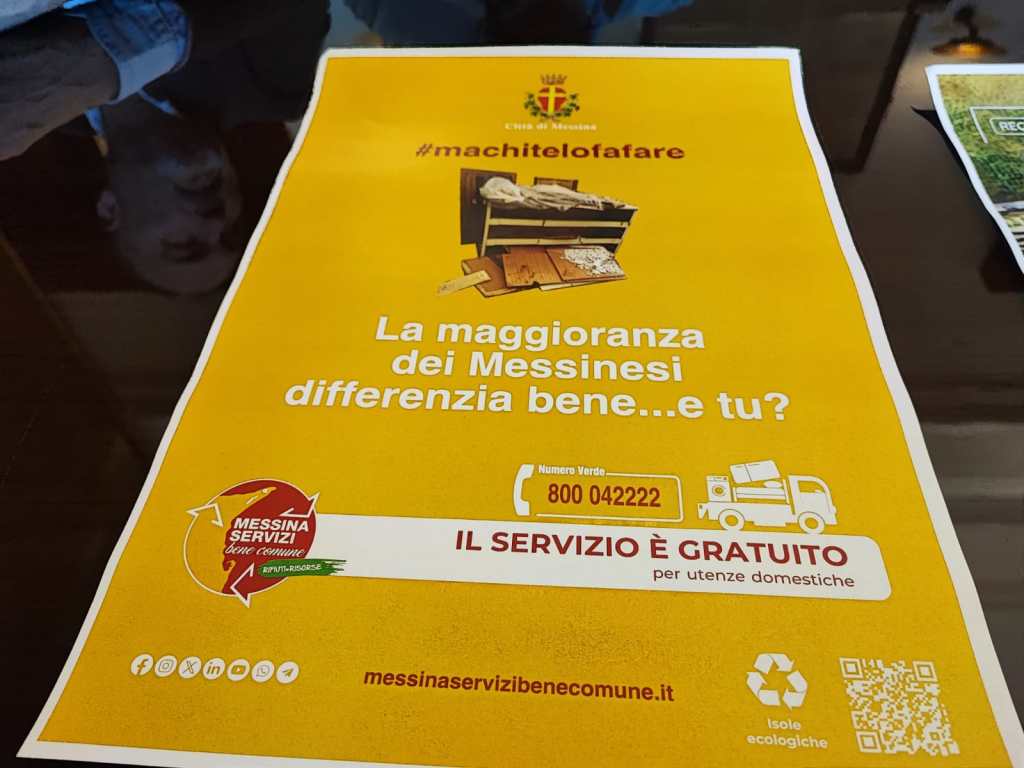 Città di Messina
#machitelofafare
La maggioranza
dei Messinesi
differenzia bene...e tu?
Numero Verde
800 042222
MESSINA
SERVIZI
bene comune
RIFIUTI=RISORSE
IL SERVIZIO È GRATUITO
per utenze domestiche
messinaservizibenecomune.it
Isole
ecologiche